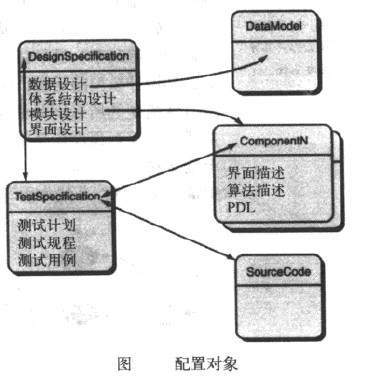 DesignSpecification
数据设计
体系结构设计
模块设计
界面设计
DataModel
ComponentN
界面描述
算法描述
PDL
TestSpecification
测试计划
测试规程
测试用例
SourceCode
图 配置对象